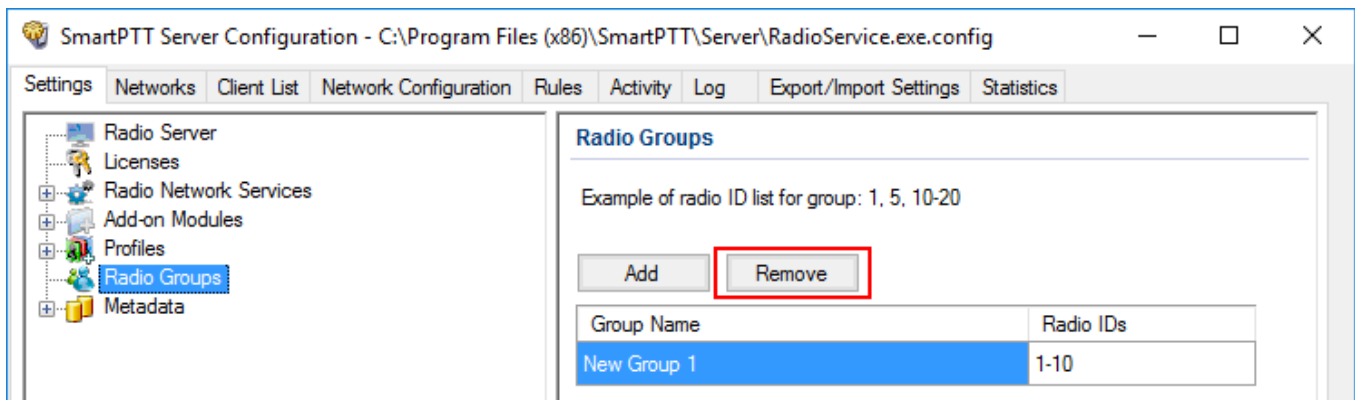 SmartPTT Server Configuration - C:\Program Files (x86)\SmartPTT\Server\RadioService.exe.config
Settings Networks Client List Network Configuration Rules Activity Log Export/Import Settings Statistics
Radio Server
Licenses
Radio Network Services
Add-on Modules
Profiles
Radio Groups
Metadata
Radio Groups
Example of radio ID list for group: 1, 5, 10-20
Add Remove
Group Name Radio IDs
New Group 1 1-10